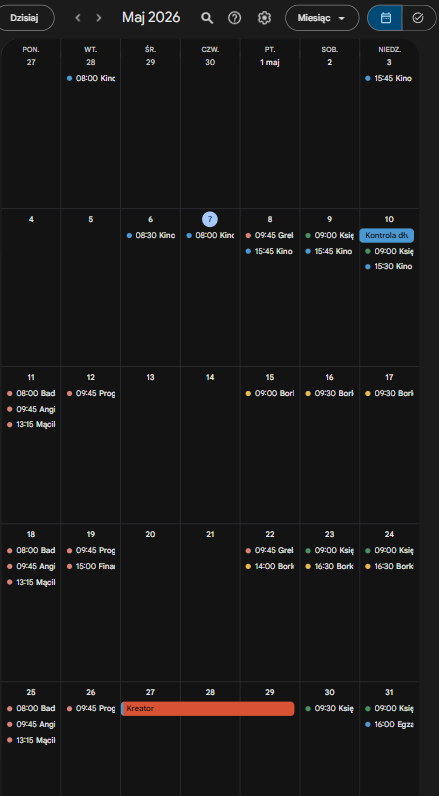 Dzisiaj
Maj 2026
Miesiąc
PON. WT. ŚR. CZW. PT. SOB. NIEDZ.
27 28 29 30 1 maj 2 3
08:00 Kino 15:45 Kino
4 5 6 7 8 9 10
08:30 Kino 08:00 Kino 09:45 Grel 09:00 Księ Kontrola dłu
15:45 Kino 15:45 Kino 09:00 Księ
15:30 Kino
11 12 13 14 15 16 17
08:00 Bad 09:45 Prog 09:00 Bork 09:30 Bork 09:30 Bork
09:45 Angi
13:15 Mącil
18 19 20 21 22 23 24
08:00 Bad 09:45 Prog 09:45 Grel 09:00 Księ 09:00 Księ
09:45 Angi 15:00 Finan 14:00 Bork 16:30 Bork 16:30 Bork
13:15 Mącil
25 26 27 28 29 30 31
08:00 Bad 09:45 Prog Kreator 09:30 Księ 09:00 Księ
09:45 Angi 16:00 Egza
13:15 Mącil